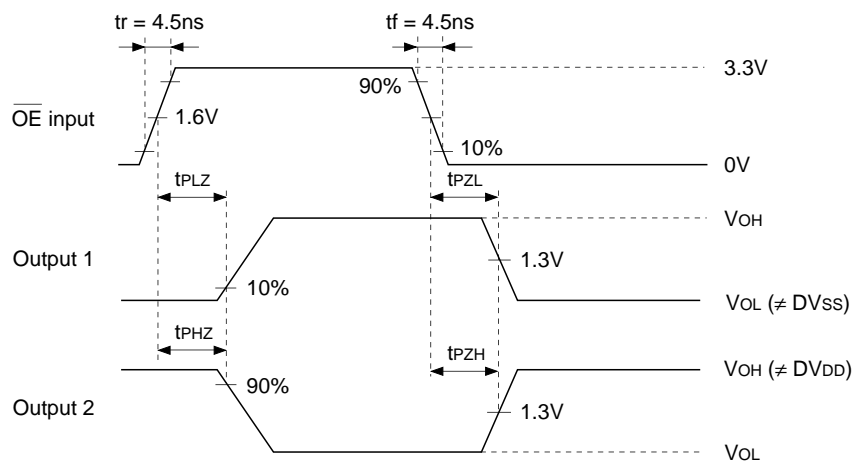 tr = 4.5ns
tf = 4.5ns
3.3V
90%
OE input
1.6V
10%
0V
tPLZ
tPZL
VOH
Output 1
1.3V
10%
VOL (≠ DVSS)
tPHZ
tPZH
VOH (≠ DVDD)
90%
Output 2
1.3V
VOL